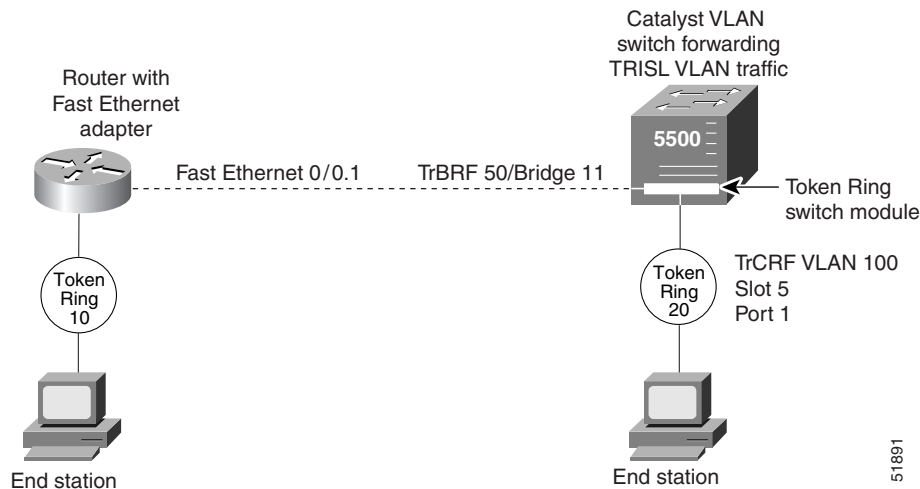 Catalyst VLAN
switch forwarding
TRISL VLAN traffic
Router with
Fast Ethernet
adapter
5500
Fast Ethernet 0/0.1
TrBRF 50/Bridge 11
Token Ring
switch module
Token
Ring
10
Token
Ring
20
TrCRF VLAN 100
Slot 5
Port 1
End station
End station
51891